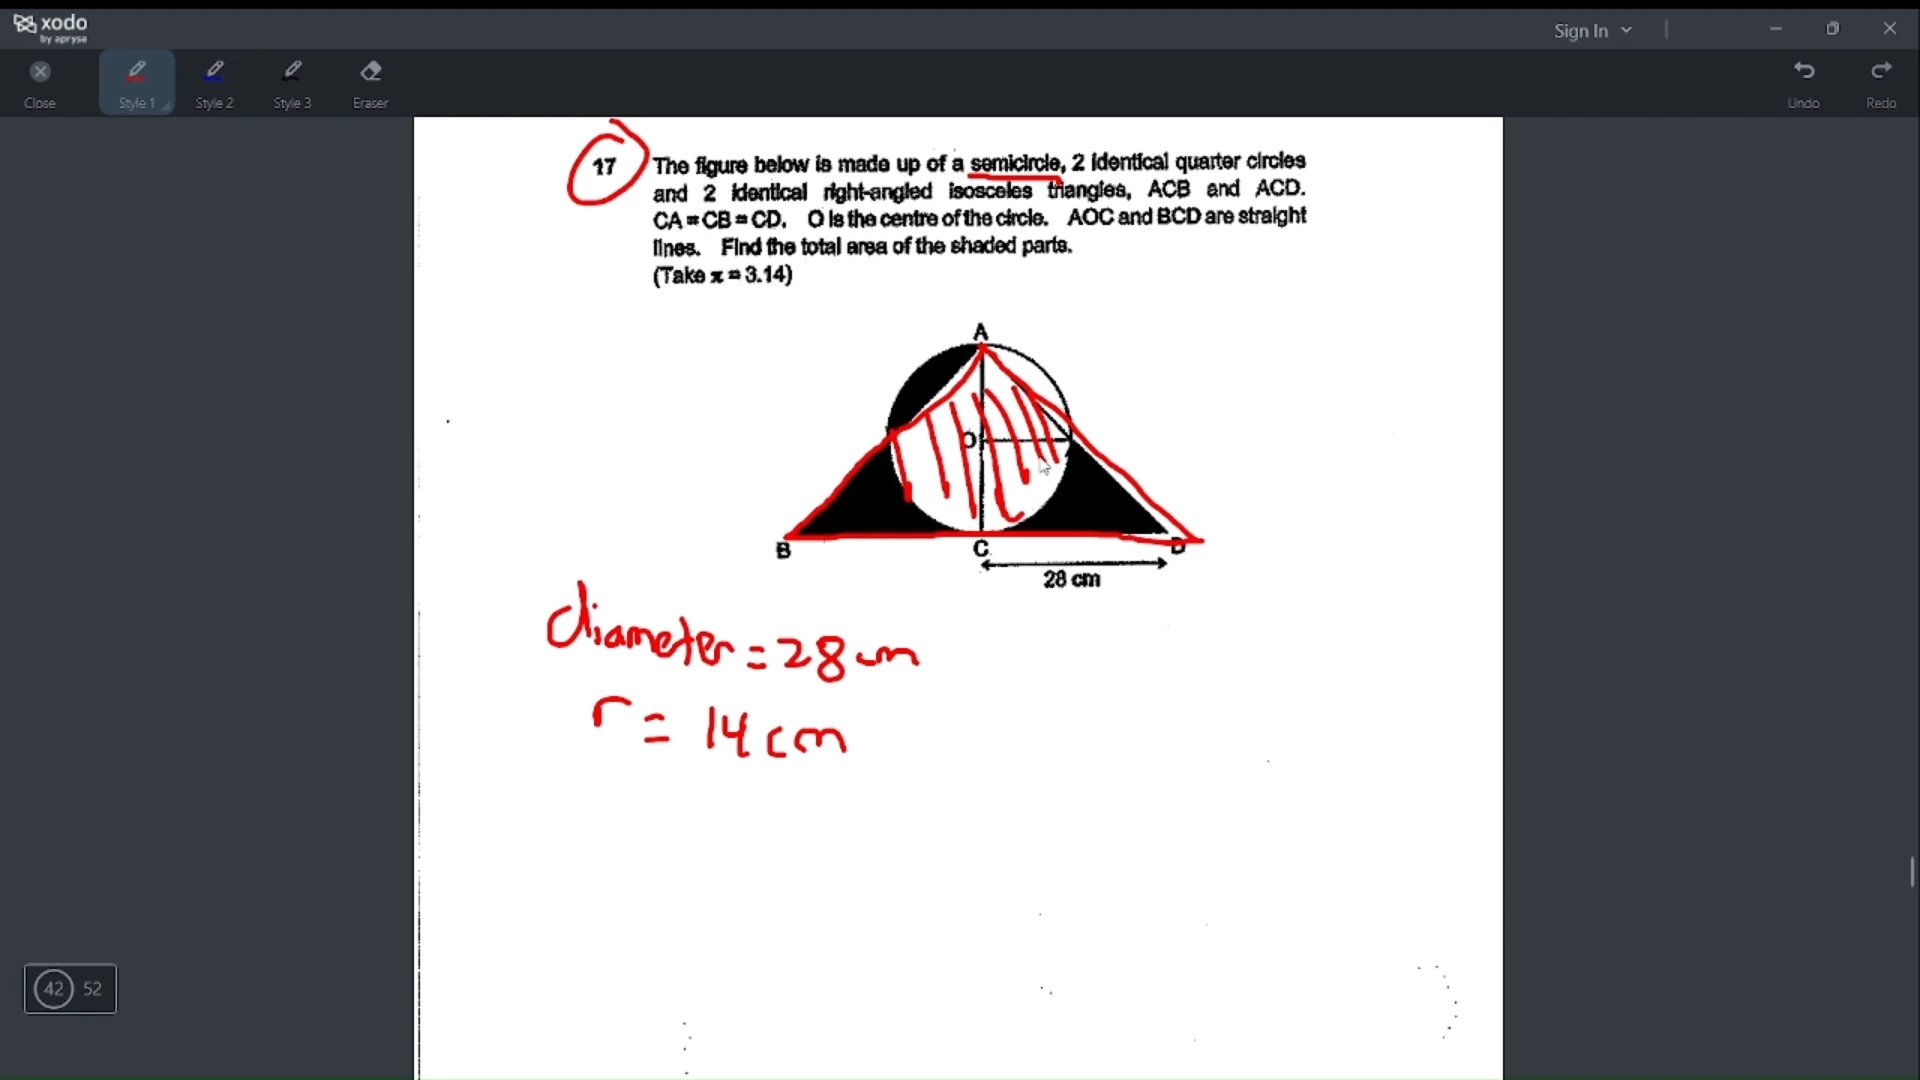 xodo
by apryse
Sign In
Close
Style 1
Style 2
Style 3
Eraser
Undo
Redo
17 The figure below is made up of a semicircle, 2 identical quarter circles
and 2 identical right-angled isosceles triangles, ACB and ACD.
CA = CB = CD. O is the centre of the circle. AOC and BCD are straight
lines. Find the total area of the shaded parts.
(Take π = 3.14)
A
O
B
C
D
28 cm
diameter = 28 cm
r = 14 cm
42 52